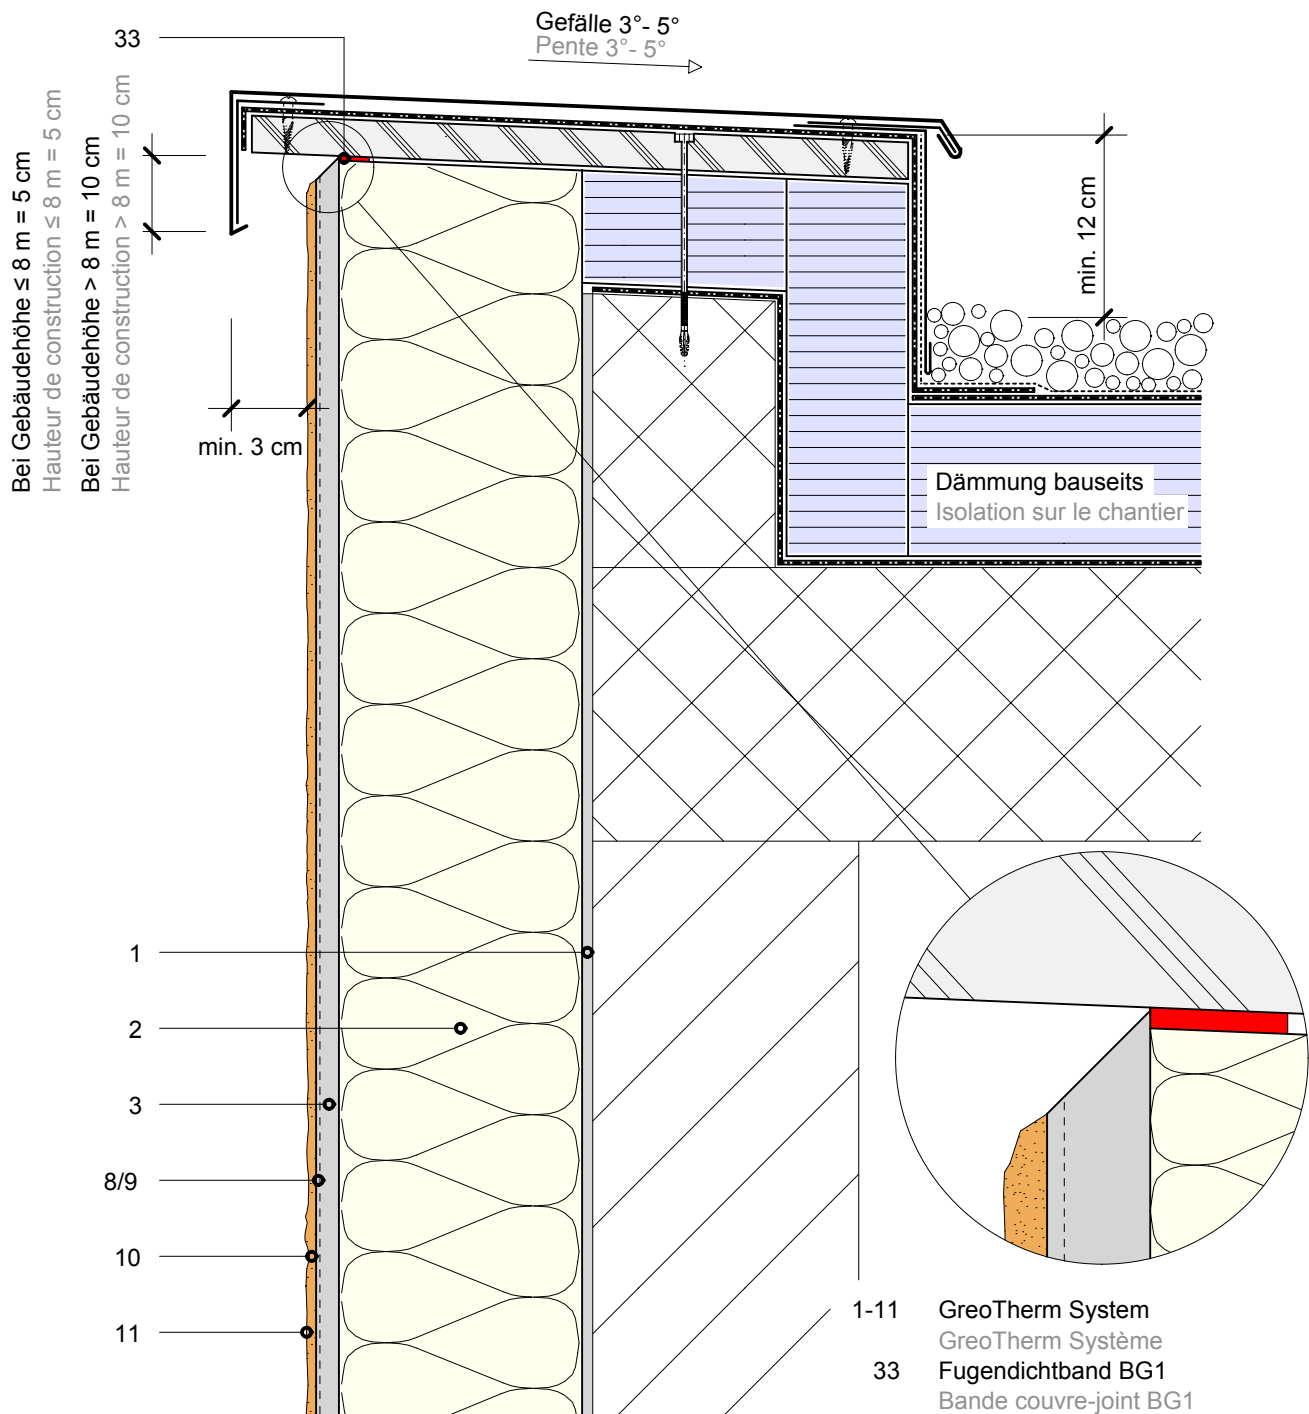 33
Gefälle 3°- 5°
Pente 3°- 5°
Bei Gebäudehöhe ≤ 8 m = 5 cm
Hauteur de construction ≤ 8 m = 5 cm
Bei Gebäudehöhe > 8 m = 10 cm
Hauteur de construction > 8 m = 10 cm
min. 12 cm
min. 3 cm
Dämmung bauseits
Isolation sur le chantier
1
2
3
8/9
10
11
1-11 GreoTherm System
GreoTherm Système
33 Fugendichtband BG1
Bande couvre-joint BG1